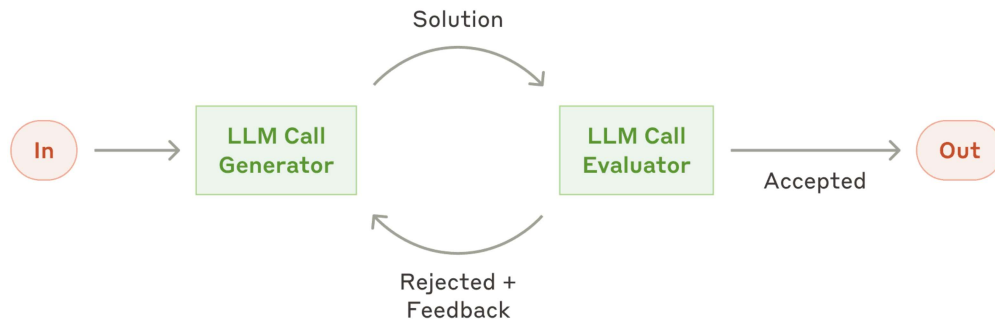 Solution
In
LLM Call
Generator
LLM Call
Evaluator
Out
Accepted
Rejected +
Feedback